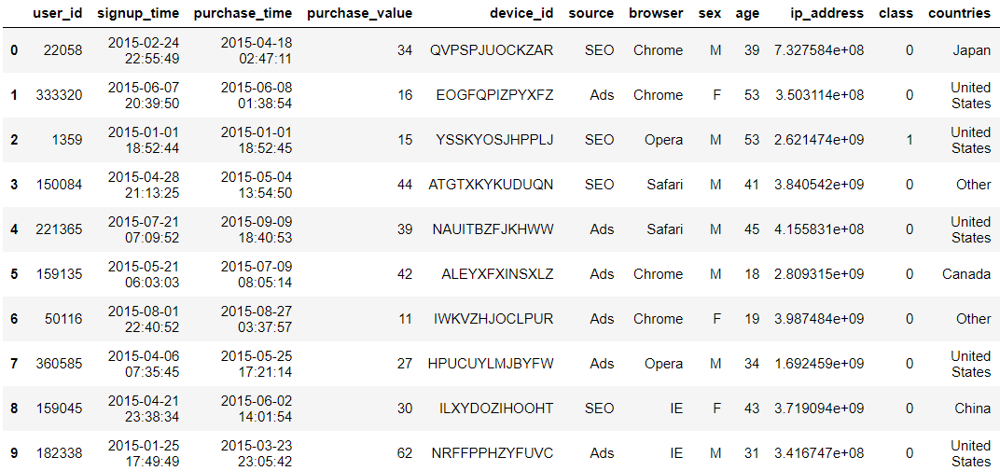 user_id signup_time purchase_time purchase_value device_id source browser sex age ip_address class countries
0 22058 2015-02-24 22:55:49 2015-04-18 02:47:11 34 QVPSPJUOCKZAR SEO Chrome M 39 7.327584e+08 0 Japan
1 333320 2015-06-07 20:39:50 2015-06-08 01:38:54 16 EOGFQPIZPYXFZ Ads Chrome F 53 3.503114e+08 0 United States
2 1359 2015-01-01 18:52:44 2015-01-01 18:52:45 15 YSSKYOSJHPPLJ SEO Opera M 53 2.621474e+09 1 United States
3 150084 2015-04-28 21:13:25 2015-05-04 13:54:50 44 ATGTXKYKUDUQN SEO Safari M 41 3.840542e+09 0 Other
4 221365 2015-07-21 07:09:52 2015-09-09 18:40:53 39 NAUITBZFJKHWW Ads Safari M 45 4.155831e+08 0 United States
5 159135 2015-05-21 06:03:03 2015-07-09 08:05:14 42 ALEYXFXINSXLZ Ads Chrome M 18 2.809315e+09 0 Canada
6 50116 2015-08-01 22:40:52 2015-08-27 03:37:57 11 IWKVZHJOCLPUR Ads Chrome F 19 3.987484e+09 0 Other
7 360585 2015-04-06 07:35:45 2015-05-25 17:21:14 27 HPUCUYLMJBYFW Ads Opera M 34 1.692459e+09 0 United States
8 159045 2015-04-21 23:38:34 2015-06-02 14:01:54 30 ILXYDOZIHOOHT SEO IE F 43 3.719094e+09 0 China
9 182338 2015-01-25 17:49:49 2015-03-23 23:05:42 62 NRFFPPHZYFUVC Ads IE M 31 3.416747e+08 0 United States